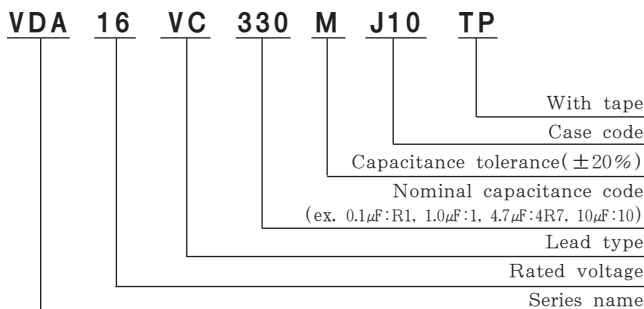 VDA 16 VC 330 M J10 TP
With tape
Case code
Capacitance tolerance(±20%)
Nominal capacitance code
(ex. 0.1μF:R1, 1.0μF:1, 4.7μF:4R7, 10μF:10)
Lead type
Rated voltage
Series name